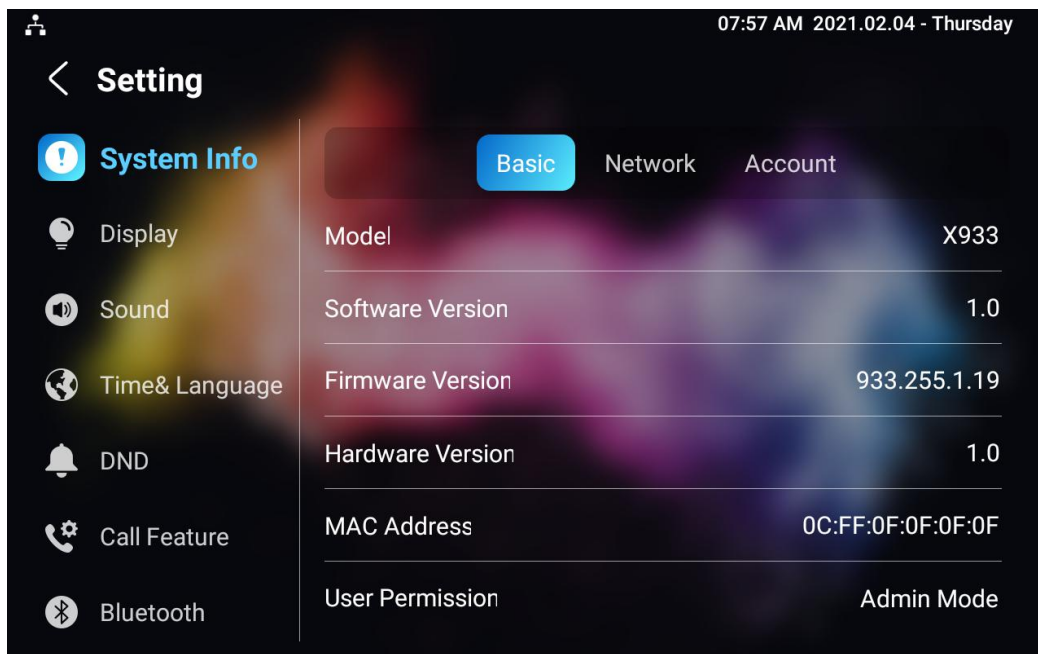 07:57 AM 2021.02.04 - Thursday
Setting
System Info
Display
Sound
Time& Language
DND
Call Feature
Bluetooth
Basic Network Account
Model X933
Software Version 1.0
Firmware Version 933.255.1.19
Hardware Version 1.0
MAC Address 0C:FF:0F:0F:0F:0F
User Permission Admin Mode